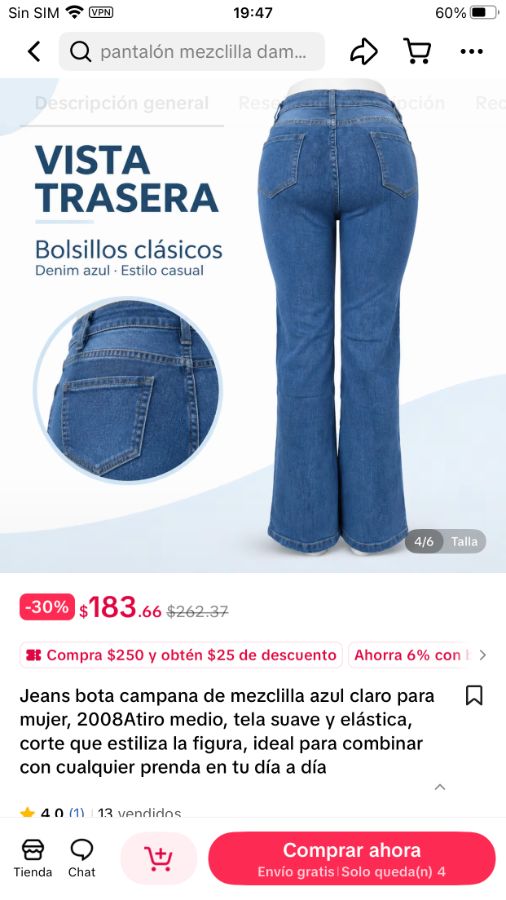 Sin SIM VPN 19:47 60%
pantalón mezclilla dam...
Descripción general
VISTA
TRASERA
Bolsillos clásicos
Denim azul · Estilo casual
4/6 Talla
-30% $183.66 $262.37
Compra $250 y obtén $25 de descuento Ahorra 6% con
Jeans bota campana de mezclilla azul claro para
mujer, 2008Atiro medio, tela suave y elástica,
corte que estiliza la figura, ideal para combinar
con cualquier prenda en tu día a día
4.0 (1) 13 vendidos
Comprar ahora
Tienda Chat Envío gratis Solo queda(n) 4